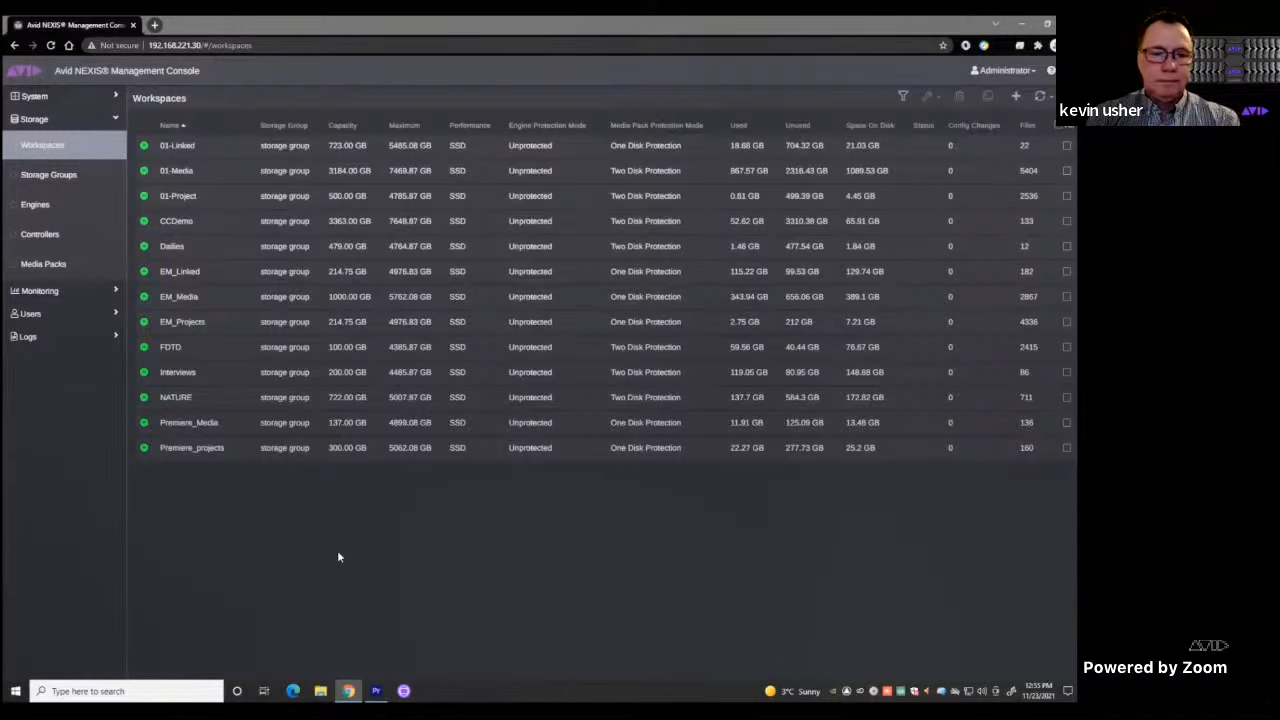 Avid NEXIS® Management Cons
Not secure | 192.168.221.30/#/workspaces
AVID Avid NEXIS® Management Console Administrator
System
Storage
Workspaces
Storage Groups
Engines
Controllers
Media Packs
Monitoring
Users
Logs
Workspaces
Name Storage Group Capacity Maximum Performance Engine Protection Mode Media Pack Protection Mode Used Unused Space On Disk Status Config Changes Files
01-Linked storage group 723.00 GB 5485.08 GB SSD Unprotected One Disk Protection 18.68 GB 704.32 GB 21.03 GB 0 22
01-Media storage group 3184.00 GB 7469.87 GB SSD Unprotected Two Disk Protection 867.57 GB 2316.43 GB 1089.53 GB 0 5404
01-Project storage group 500.00 GB 4785.87 GB SSD Unprotected Two Disk Protection 0.61 GB 499.39 GB 4.45 GB 0 2536
CCDemo storage group 3363.00 GB 7648.87 GB SSD Unprotected Two Disk Protection 52.62 GB 3310.38 GB 65.91 GB 0 133
Dailies storage group 479.00 GB 4764.87 GB SSD Unprotected Two Disk Protection 1.46 GB 477.54 GB 1.84 GB 0 12
EM_Linked storage group 214.75 GB 4976.83 GB SSD Unprotected One Disk Protection 115.22 GB 99.53 GB 129.74 GB 0 182
EM_Media storage group 1000.00 GB 5762.08 GB SSD Unprotected One Disk Protection 343.94 GB 656.06 GB 389.1 GB 0 2867
EM_Projects storage group 214.75 GB 4976.83 GB SSD Unprotected One Disk Protection 2.75 GB 212 GB 7.21 GB 0 4336
FDTD storage group 100.00 GB 4385.87 GB SSD Unprotected Two Disk Protection 59.56 GB 40.44 GB 76.67 GB 0 2415
Interviews storage group 200.00 GB 4485.87 GB SSD Unprotected Two Disk Protection 119.05 GB 80.95 GB 148.88 GB 0 86
NATURE storage group 722.00 GB 5007.87 GB SSD Unprotected Two Disk Protection 137.7 GB 584.3 GB 172.82 GB 0 711
Premiere_Media storage group 137.00 GB 4899.08 GB SSD Unprotected One Disk Protection 11.91 GB 125.09 GB 13.48 GB 0 136
Premiere_projects storage group 300.00 GB 5062.08 GB SSD Unprotected One Disk Protection 22.27 GB 277.73 GB 25.2 GB 0 160
kevin usher
AVID
AVID
Powered by Zoom
Type here to search
Pr
3°C Sunny
12:55 PM
11/23/2021